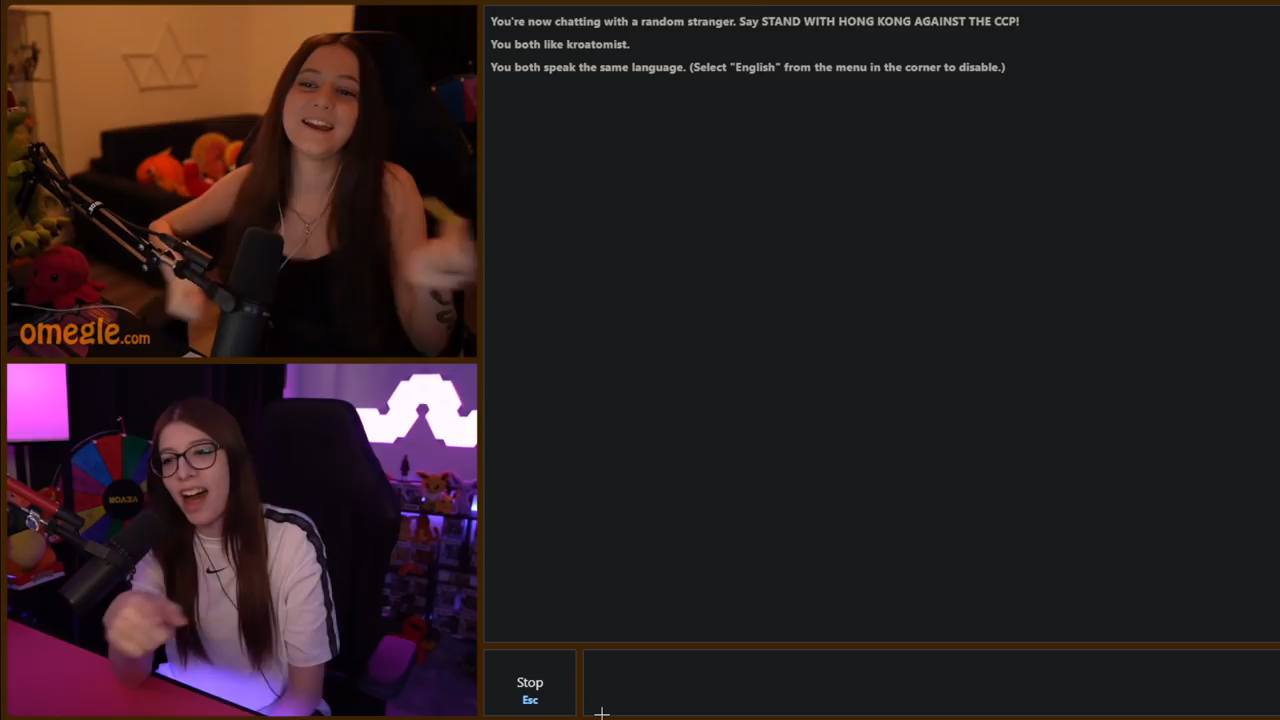 You're now chatting with a random stranger. Say STAND WITH HONG KONG AGAINST THE CCP!
You both like kroatomist.
You both speak the same language. (Select "English" from the menu in the corner to disable.)
omegle.com
VEVOR
Stop
Esc